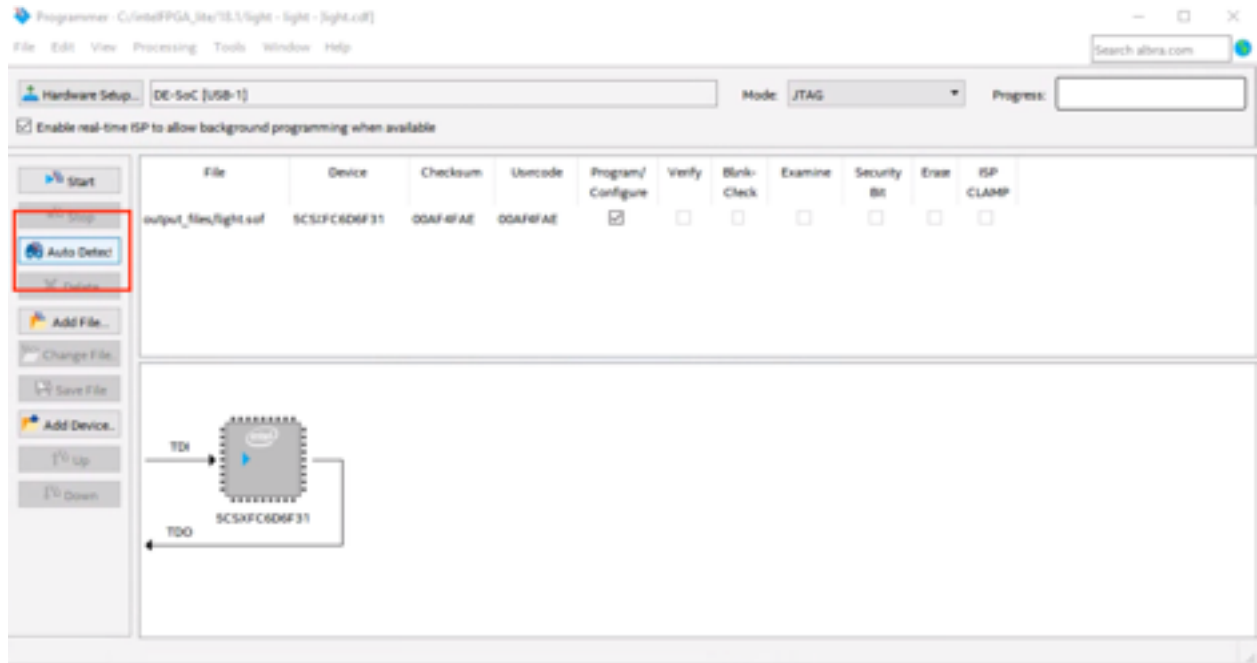 Programmer - C:/intelFPGA_lite/18.1/light - light - [light.cdf]
File Edit View Processing Tools Window Help
Search altera.com
Hardware Setup... DE-SoC [USB-1] Mode: JTAG Progress:
Enable real-time ISP to allow background programming when available
File Device Checksum Usercode Program/ Verify Blank- Examine Security Erase ISP
Configure Check Bit CLAMP
output_files/light.sof 5CSXFC6D6F31 00AF4FAE 00AF4FAE
Start
Stop
Auto Detect
Delete
Add File...
Change File..
Save File
Add Device..
Up
Down
TDI
intel
5CSXFC6D6F31
TDO